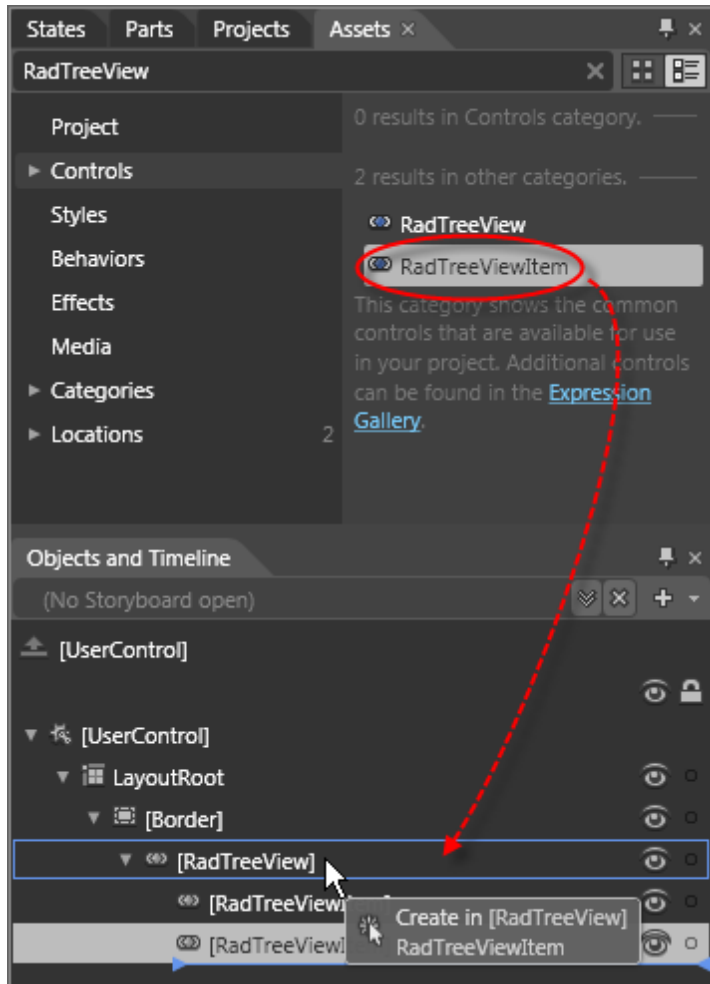 States Parts Projects Assets ×
RadTreeView
Project
Controls
Styles
Behaviors
Effects
Media
Categories
Locations 2
0 results in Controls category.
2 results in other categories.
RadTreeView
RadTreeViewItem
This category shows the common
controls that are available for use
in your project. Additional controls
can be found in the Expression
Gallery.
Objects and Timeline
(No Storyboard open)
[UserControl]
[UserControl]
LayoutRoot
[Border]
[RadTreeView]
[RadTreeView
[RadTreeView
Create in [RadTreeView]
RadTreeViewItem